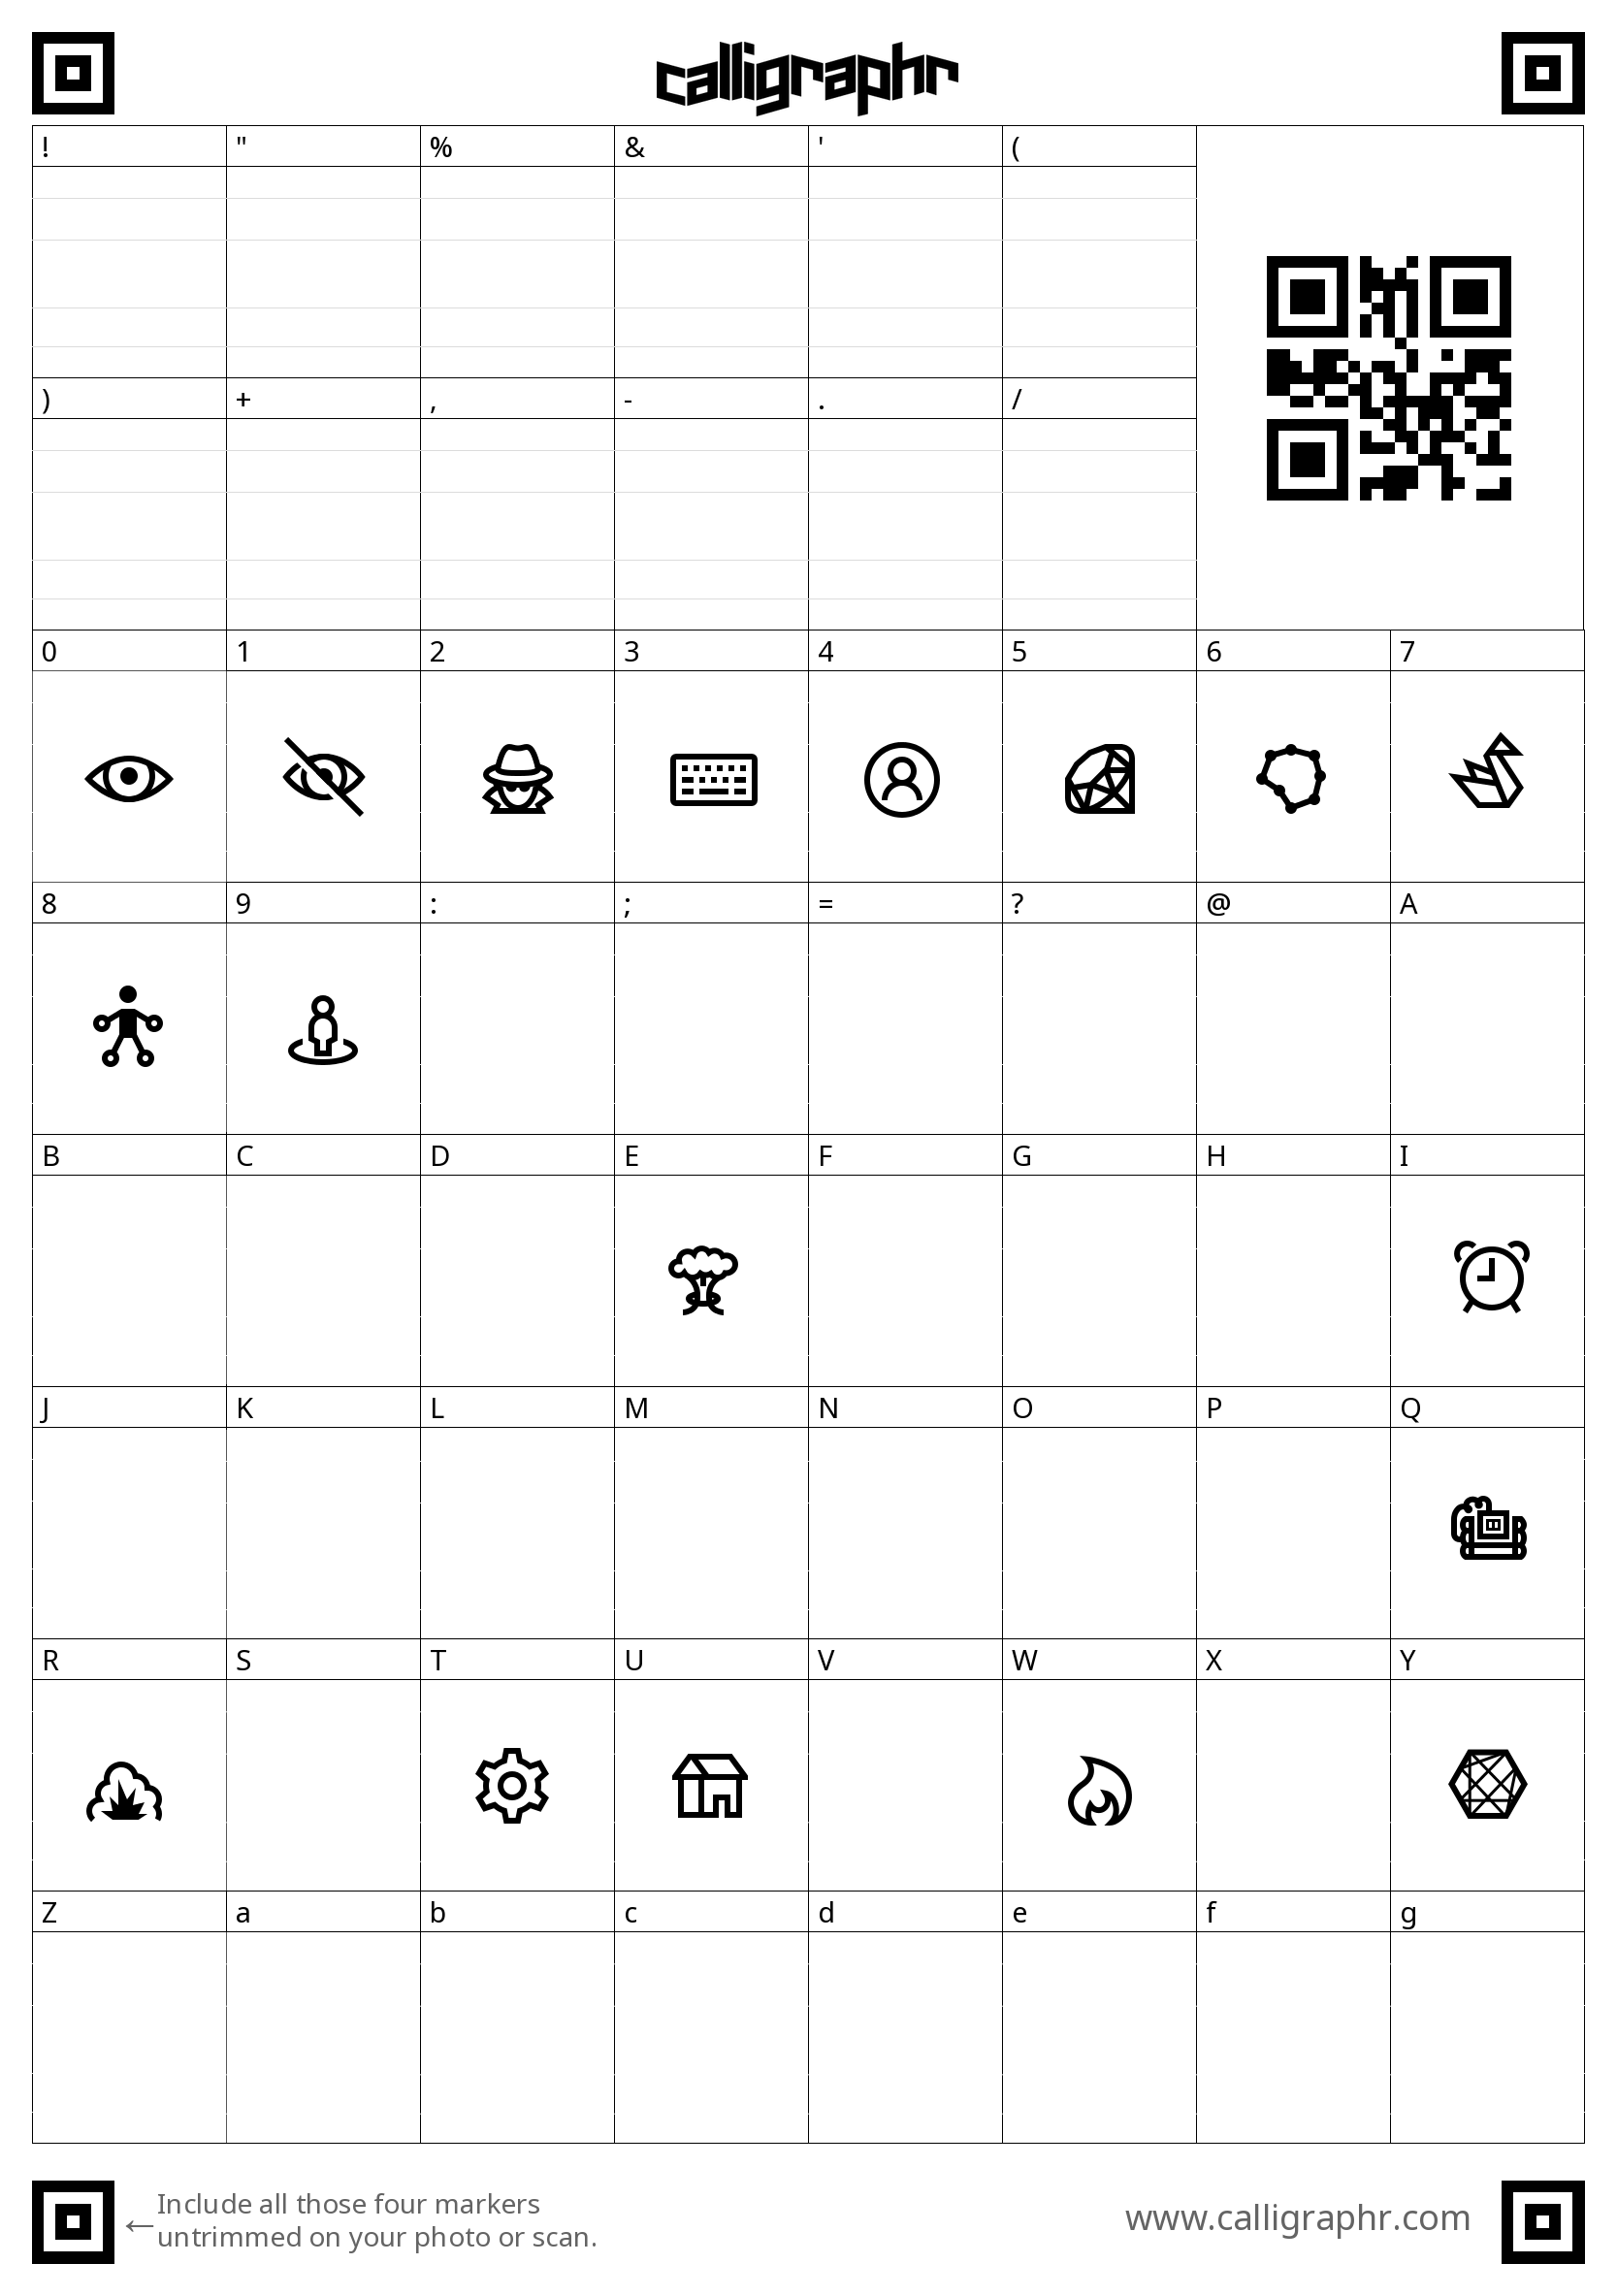 calligraphr
! " % & ' (
) + , - . /
0 1 2 3 4 5 6 7
8 9 : ; = ? @ A
B C D E F G H I
J K L M N O P Q
R S T U V W X Y
Z a b c d e f g
←Include all those four markers
untrimmed on your photo or scan.
www.calligraphr.com